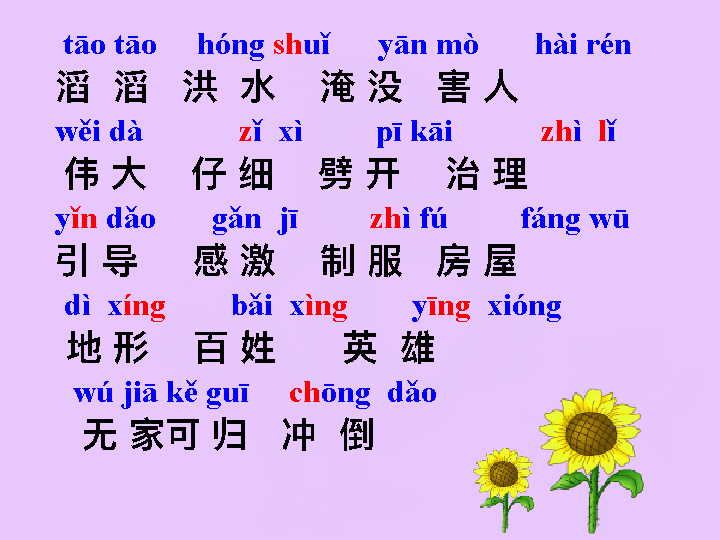 tāo tāo hóng shuǐ yān mò hài rén
滔 滔 洪 水 淹 没 害 人
wěi dà zǐ xì pī kāi zhì lǐ
伟 大 仔 细 劈 开 治 理
yǐn dǎo gǎn jī zhì fú fáng wū
引 导 感 激 制 服 房 屋
dì xíng bǎi xìng yīng xióng
地 形 百 姓 英 雄
wú jiā kě guī chōng dǎo
无 家可 归 冲 倒